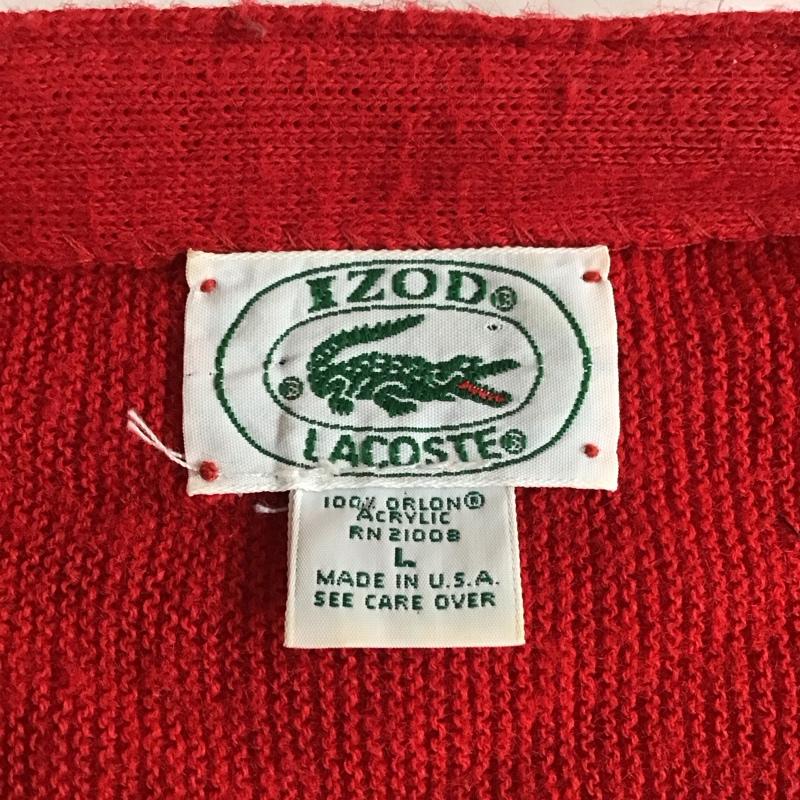 IZOD®
®
LACOSTE®
100% ORLON®
ACRYLIC
RN 21008
L
MADE IN U.S.A.
SEE CARE OVER